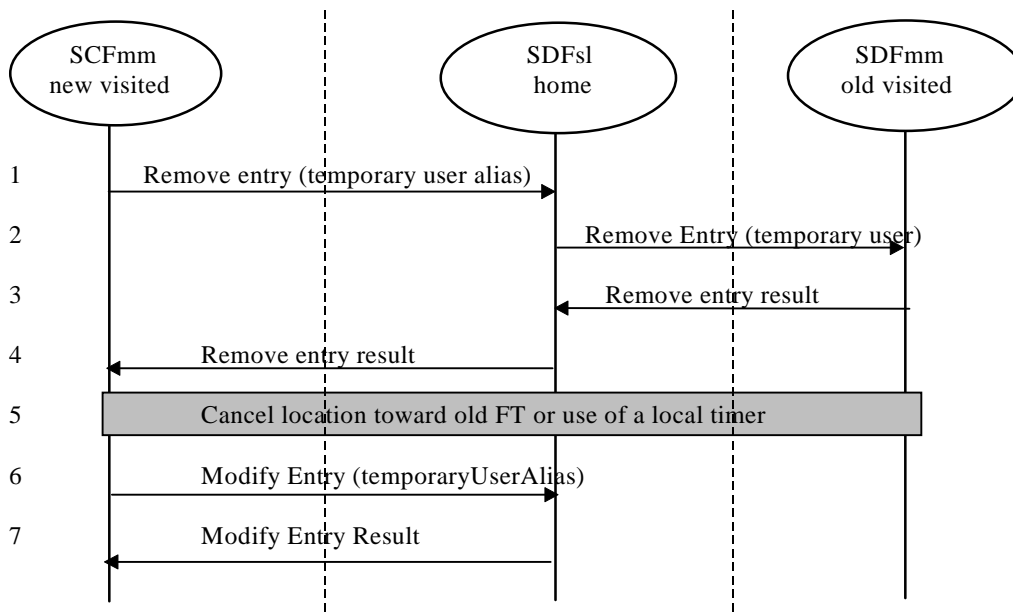 SCFmm
new visited
SDFsl
home
SDFmm
old visited
1 Remove entry (temporary user alias)
2 Remove Entry (temporary user)
3 Remove entry result
4 Remove entry result
5 Cancel location toward old FT or use of a local timer
6 Modify Entry (temporaryUserAlias)
7 Modify Entry Result